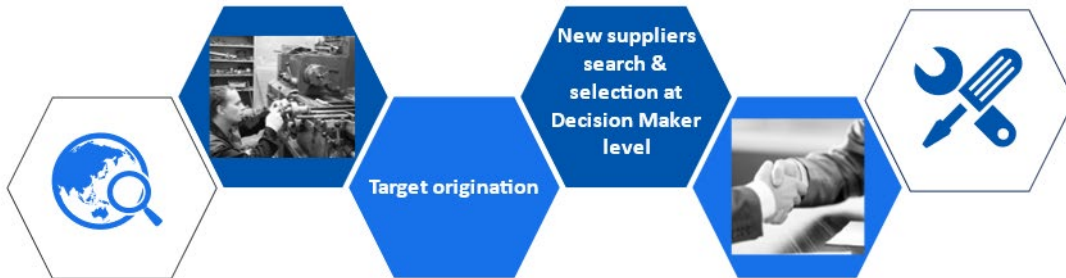 Target origination
New suppliers
search &
selection at
Decision Maker
level